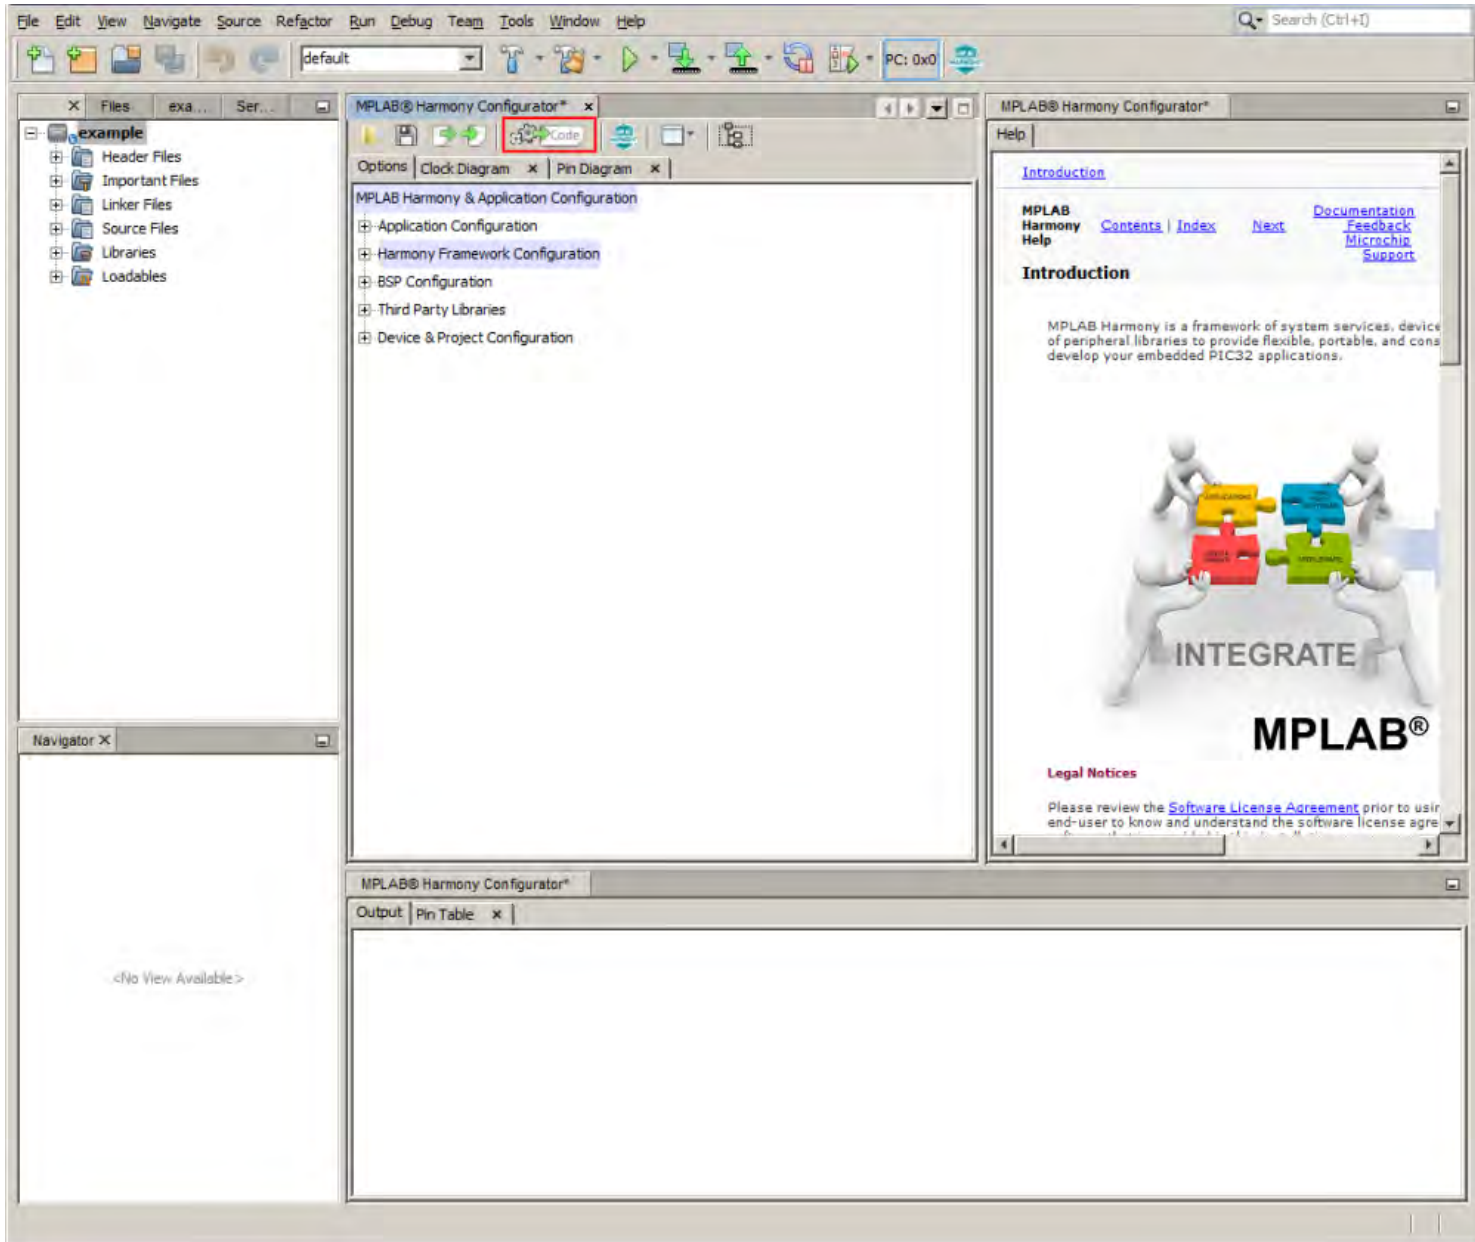 File Edit View Navigate Source Refactor Run Debug Team Tools Window Help
Search (Ctrl+I)
default
PC: 0x0
Files exa... Ser...
example
Header Files
Important Files
Linker Files
Source Files
Libraries
Loadables
Navigator
<No View Available>
MPLAB® Harmony Configurator*
Code
Options Clock Diagram Pin Diagram
MPLAB Harmony & Application Configuration
Application Configuration
Harmony Framework Configuration
BSP Configuration
Third Party Libraries
Device & Project Configuration
MPLAB® Harmony Configurator*
Help
Introduction
MPLAB Harmony Help
Contents | Index
Next
Documentation Feedback
Microchip Support
Introduction
MPLAB Harmony is a framework of system services, device
of peripheral libraries to provide flexible, portable, and cons
develop your embedded PIC32 applications.
INTEGRATE
MPLAB®
Legal Notices
Please review the Software License Agreement prior to usin
end-user to know and understand the software license agre
MPLAB® Harmony Configurator*
Output Pin Table